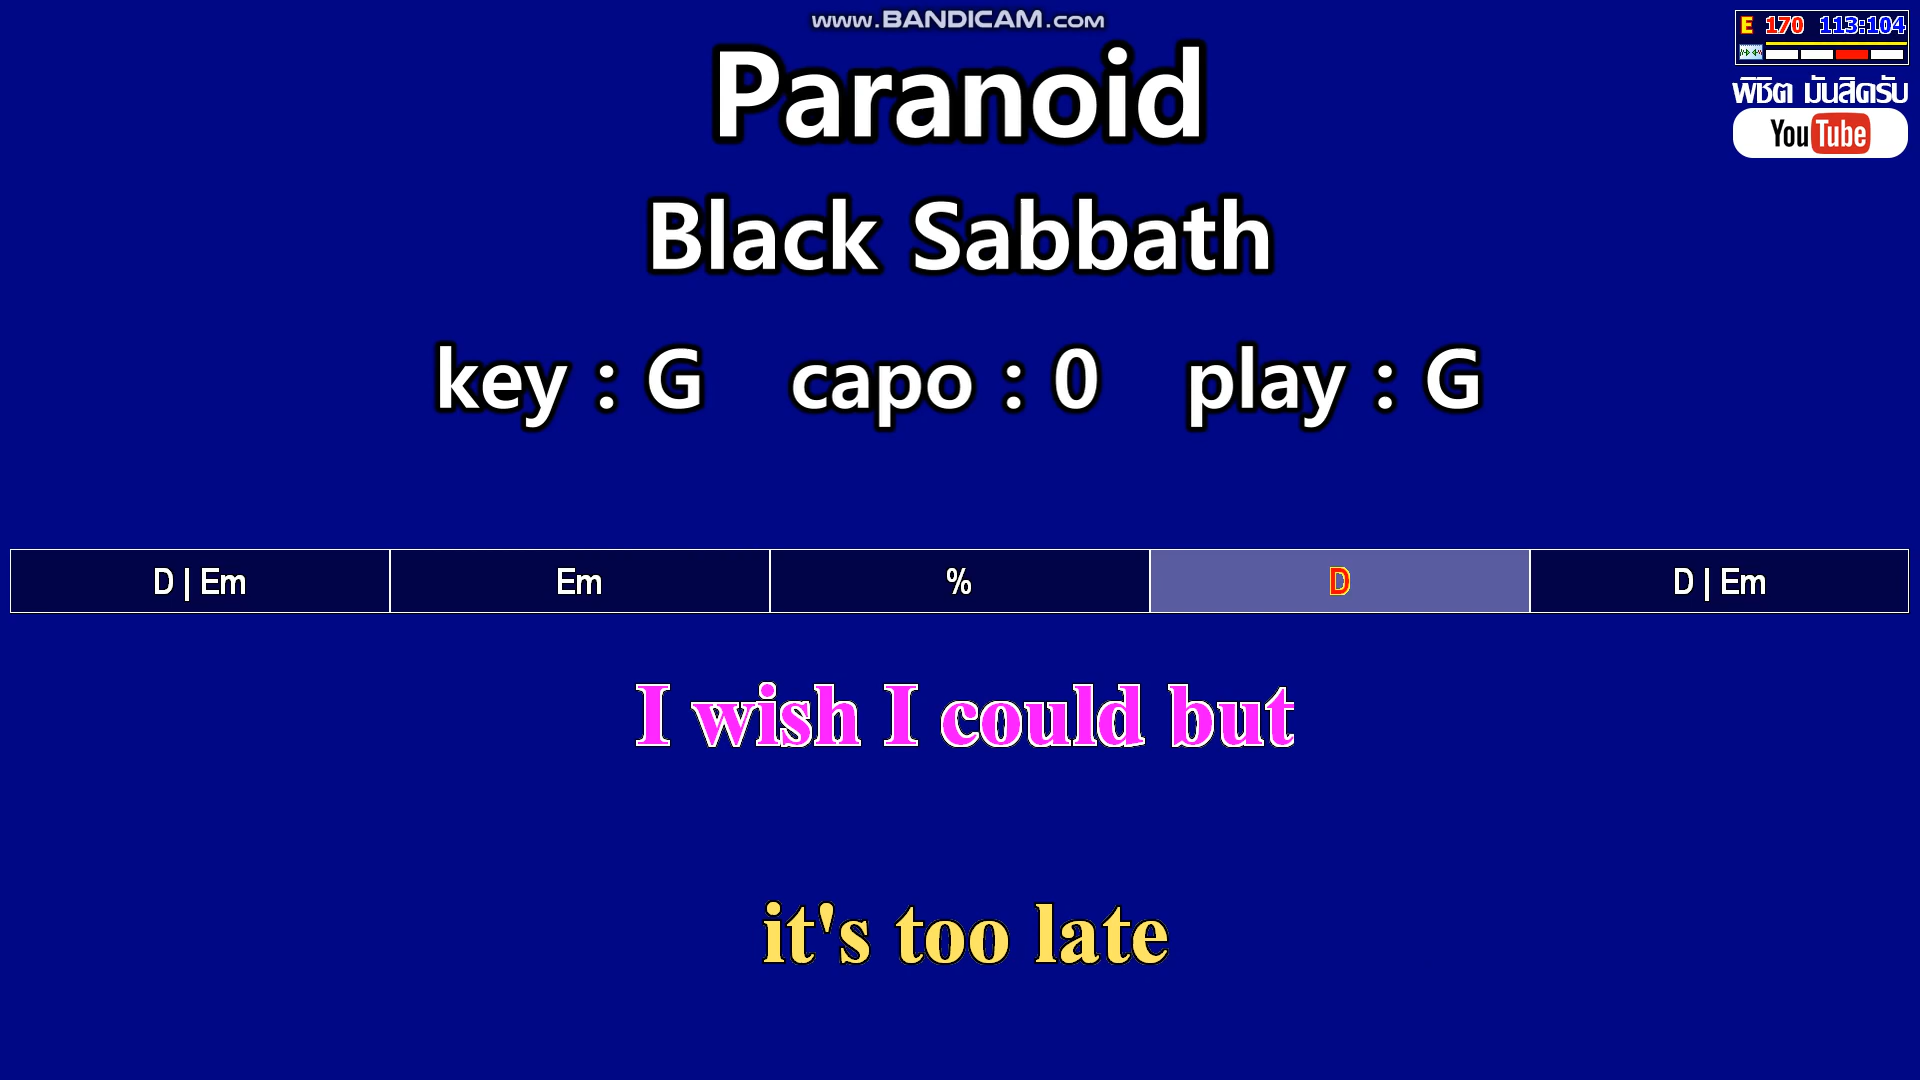 www.BANDICAM.com
E 170 113:104
Paranoid
พิชิต มันสิตรับ
YouTube
Black Sabbath
key : G capo : 0 play : G
D | Em Em % D D | Em
I wish I could but
it's too late